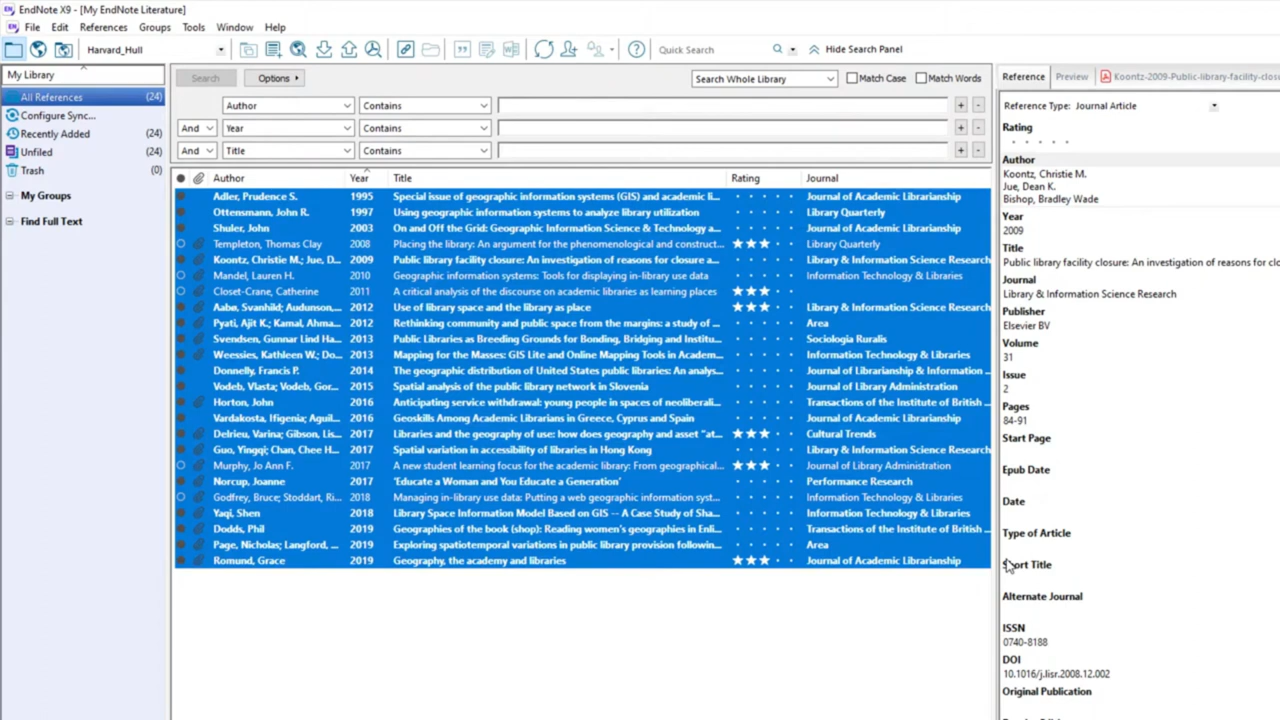 EndNote X9 - [My EndNote Literature]
File Edit References Groups Tools Window Help
Harvard_Hull Quick Search Hide Search Panel
My Library
All References (24)
Configure Sync...
Recently Added (24)
Unfiled (24)
Trash (0)
My Groups
Find Full Text
Search Options Search Whole Library Match Case Match Words
Author Contains + -
And Year Contains + -
And Title Contains + -
Author Year Title Rating Journal
Adler, Prudence S. 1995 Special issue of geographic information systems (GIS) and academic li... Journal of Academic Librarianship
Ottensmann, John R. 1997 Using geographic information systems to analyze library utilization Library Quarterly
Shuler, John 2003 On and Off the Grid: Geographic Information Science & Technology a... Journal of Academic Librarianship
Templeton, Thomas Clay 2008 Placing the library: An argument for the phenomenological and construct... ★★★ Library Quarterly
Koontz, Christie M.; Jue, D... 2009 Public library facility closure: An investigation of reasons for closure a... Library & Information Science Research
Mandel, Lauren H. 2010 Geographic information systems: Tools for displaying in-library use data Information Technology & Libraries
Closet-Crane, Catherine 2011 A critical analysis of the discourse on academic libraries as learning places ★★★
Aabø, Svanhild; Audunson,... 2012 Use of library space and the library as place ★★★ Library & Information Science Research
Pyati, Ajit K.; Kamal, Ahma... 2012 Rethinking community and public space from the margins: a study of ... Area
Svendsen, Gunnar Lind Ha... 2013 Public Libraries as Breeding Grounds for Bonding, Bridging and Institu... Sociologia Ruralis
Weessies, Kathleen W.; Do... 2013 Mapping for the Masses: GIS Lite and Online Mapping Tools in Academ... Information Technology & Libraries
Donnelly, Francis P. 2014 The geographic distribution of United States public libraries: An analys... Journal of Librarianship & Information ...
Vodeb, Vlasta; Vodeb, Gor... 2015 Spatial analysis of the public library network in Slovenia Journal of Library Administration
Horton, John 2016 Anticipating service withdrawal: young people in spaces of neoliberali... Transactions of the Institute of British ...
Vardakosta, Ifigenia; Aguil... 2016 Geoskills Among Academic Librarians in Greece, Cyprus and Spain Journal of Academic Librarianship
Delrieu, Varina; Gibson, Lis... 2017 Libraries and the geography of use: how does geography and asset "at... ★★★ Cultural Trends
Guo, Yingqi; Chan, Chee H... 2017 Spatial variation in accessibility of libraries in Hong Kong Library & Information Science Research
Murphy, Jo Ann F. 2017 A new student learning focus for the academic library: From geographical... ★★★ Journal of Library Administration
Norcup, Joanne 2017 'Educate a Woman and You Educate a Generation' Performance Research
Godfrey, Bruce; Stoddart, Ri... 2018 Managing in-library use data: Putting a web geographic information syst... Information Technology & Libraries
Yaqi, Shen 2018 Library Space Information Model Based on GIS -- A Case Study of Sha... Information Technology & Libraries
Dodds, Phil 2019 Geographies of the book (shop): Reading women's geographies in Enli... Transactions of the Institute of British ...
Page, Nicholas; Langford, ... 2019 Exploring spatiotemporal variations in public library provision followin... Area
Romund, Grace 2019 Geography, the academy and libraries ★★★ Journal of Academic Librarianship
Reference Preview Koontz-2009-Public-library-facility-closu
Reference Type: Journal Article
Rating
Author
Koontz, Christie M.
Jue, Dean K.
Bishop, Bradley Wade
Year
2009
Title
Public library facility closure: An investigation of reasons for clo
Journal
Library & Information Science Research
Publisher
Elsevier BV
Volume
31
Issue
2
Pages
84-91
Start Page
Epub Date
Date
Type of Article
Short Title
Alternate Journal
ISSN
0740-8188
DOI
10.1016/j.lisr.2008.12.002
Original Publication